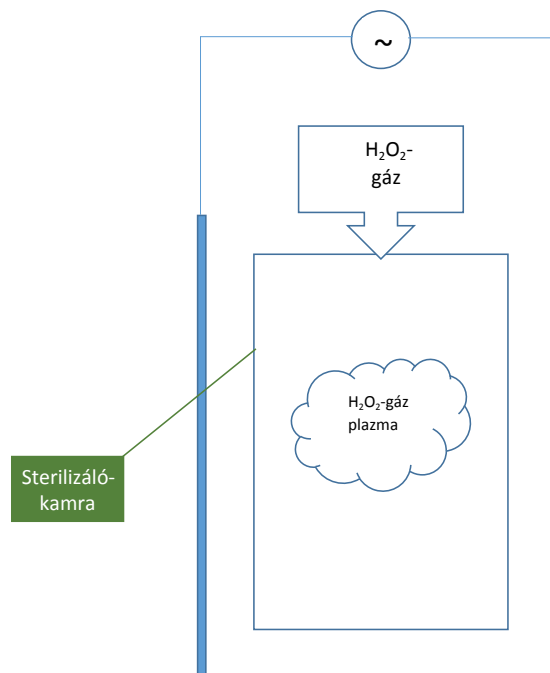 ~
H₂O₂-
gáz
H₂O₂-gáz
plazma
Sterilizáló-
kamra